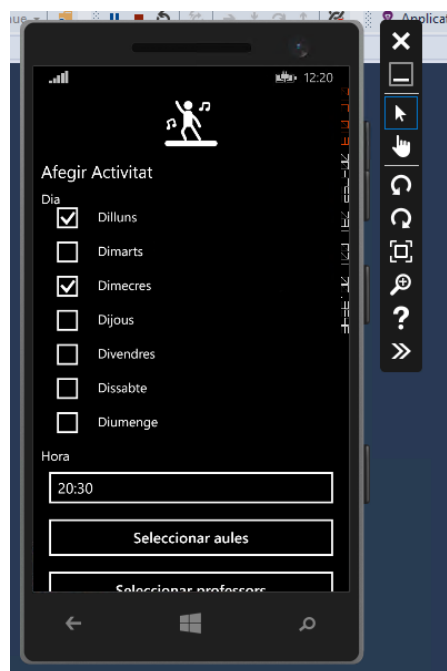 12:20
Afegir Activitat
Dia
Dilluns
Dimarts
Dimecres
Dijous
Divendres
Dissabte
Diumenge
Hora
20:30
Seleccionar aules
Seleccionar professors